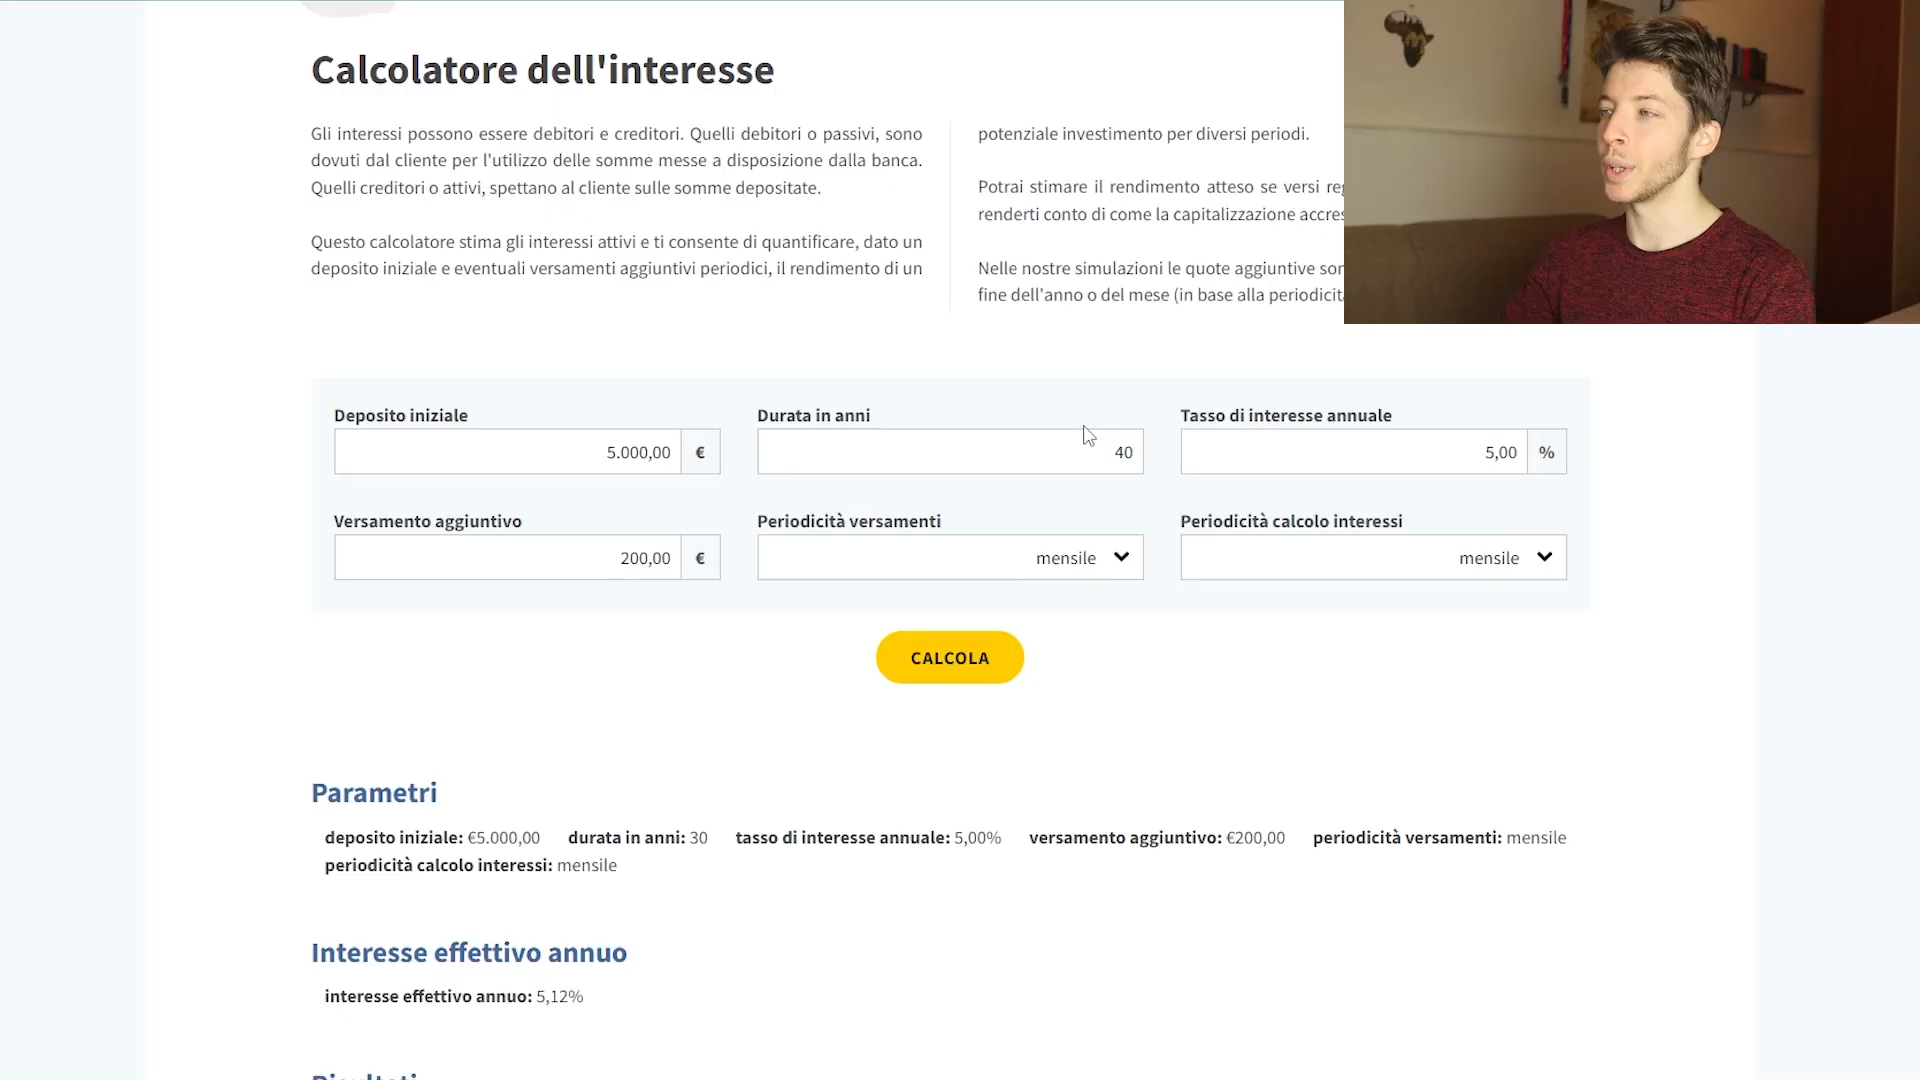 Calcolatore dell'interesse
Gli interessi possono essere debitori e creditori. Quelli debitori o passivi, sono
dovuti dal cliente per l'utilizzo delle somme messe a disposizione dalla banca.
Quelli creditori o attivi, spettano al cliente sulle somme depositate.
Questo calcolatore stima gli interessi attivi e ti consente di quantificare, dato un
deposito iniziale e eventuali versamenti aggiuntivi periodici, il rendimento di un
potenziale investimento per diversi periodi.
Potrai stimare il rendimento atteso se versi
renderti conto di come la capitalizzazione
Nelle nostre simulazioni le quote aggiuntive
fine dell'anno o del mese (in base alla
Deposito iniziale
5.000,00 €
Durata in anni
40
Tasso di interesse annuale
5,00 %
Versamento aggiuntivo
200,00 €
Periodicità versamenti
mensile
Periodicità calcolo interessi
mensile
CALCOLA
Parametri
deposito iniziale: €5.000,00 durata in anni: 30 tasso di interesse annuale: 5,00% versamento aggiuntivo: €200,00 periodicità versamenti: mensile
periodicità calcolo interessi: mensile
Interesse effettivo annuo
interesse effettivo annuo: 5,12%